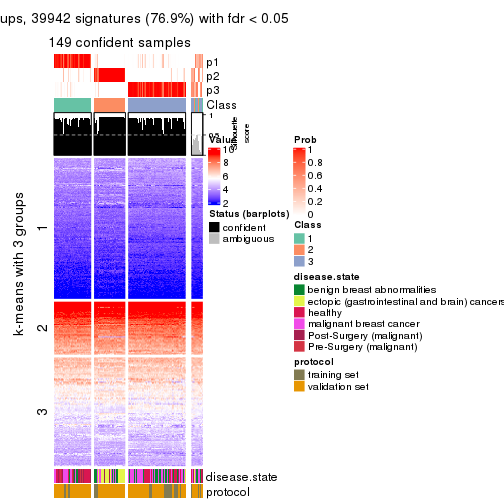 ups, 39942 signatures (76.9%) with fdr < 0.05
149 confident samples
p1
p2
p3
Class
1
0.5
Silhouette
score
k-means with 3 groups
1
2
3
Value
10
8
6
4
2
Status (barplots)
confident
ambiguous
Prob
1
0.8
0.6
0.4
0.2
0
Class
1
2
3
disease.state
benign breast abnormalities
ectopic (gastrointestinal and brain) cancers
healthy
malignant breast cancer
Post-Surgery (malignant)
Pre-Surgery (malignant)
protocol
training set
validation set
disease.state
protocol